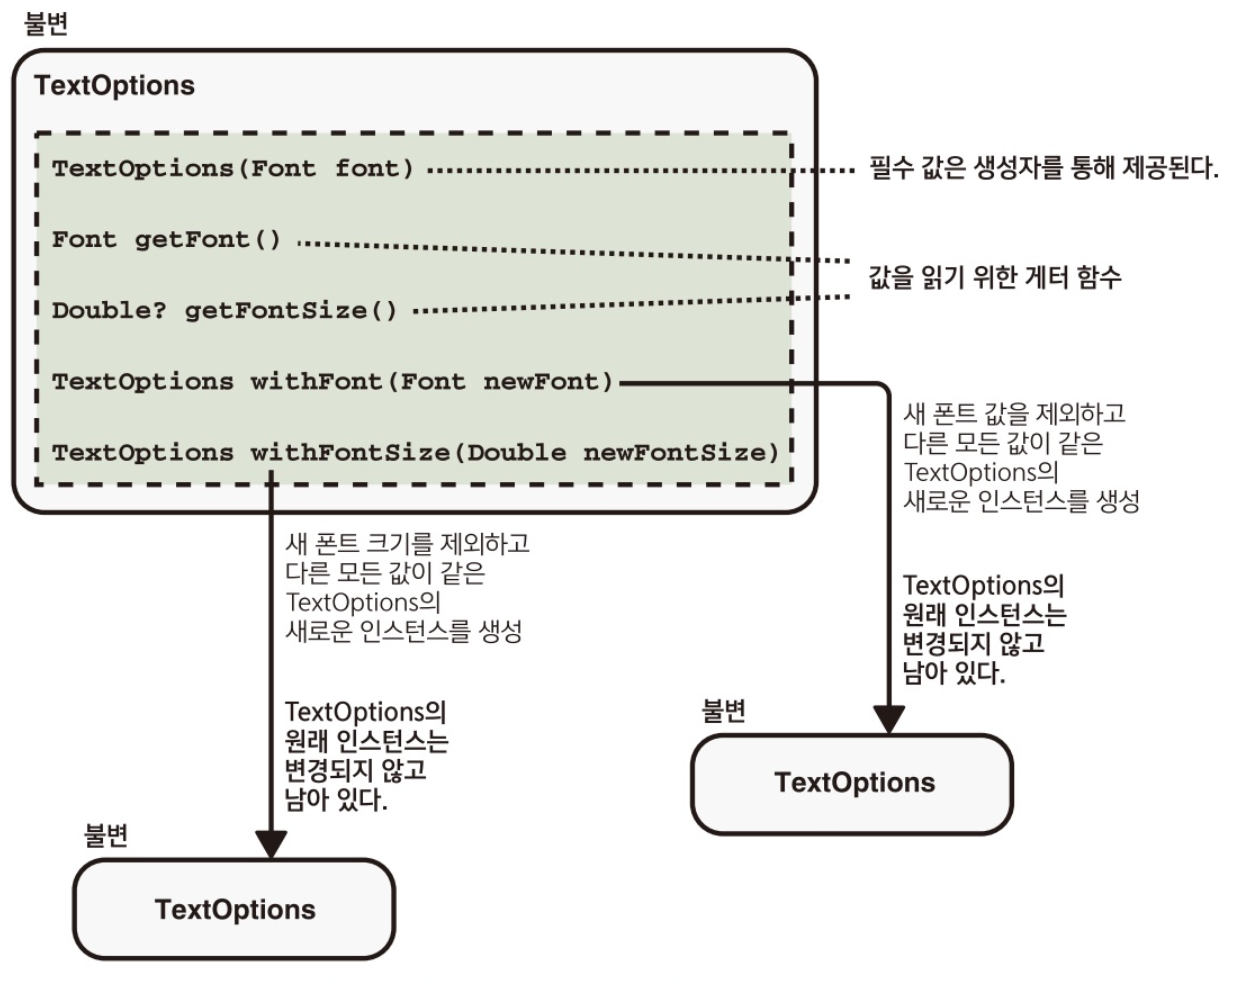 불변
TextOptions
TextOptions(Font font)
필수 값은 생성자를 통해 제공된다.
Font getFont()
값을 읽기 위한 게터 함수
Double? getFontSize()
TextOptions withFont(Font newFont)
TextOptions withFontSize(Double newFontSize)
새 폰트 값을 제외하고
다른 모든 값이 같은
TextOptions의
새로운 인스턴스를 생성
TextOptions의
원래 인스턴스는
변경되지 않고
남아 있다.
불변
TextOptions
새 폰트 크기를 제외하고
다른 모든 값이 같은
TextOptions의
새로운 인스턴스를 생성
TextOptions의
원래 인스턴스는
변경되지 않고
남아 있다.
불변
TextOptions